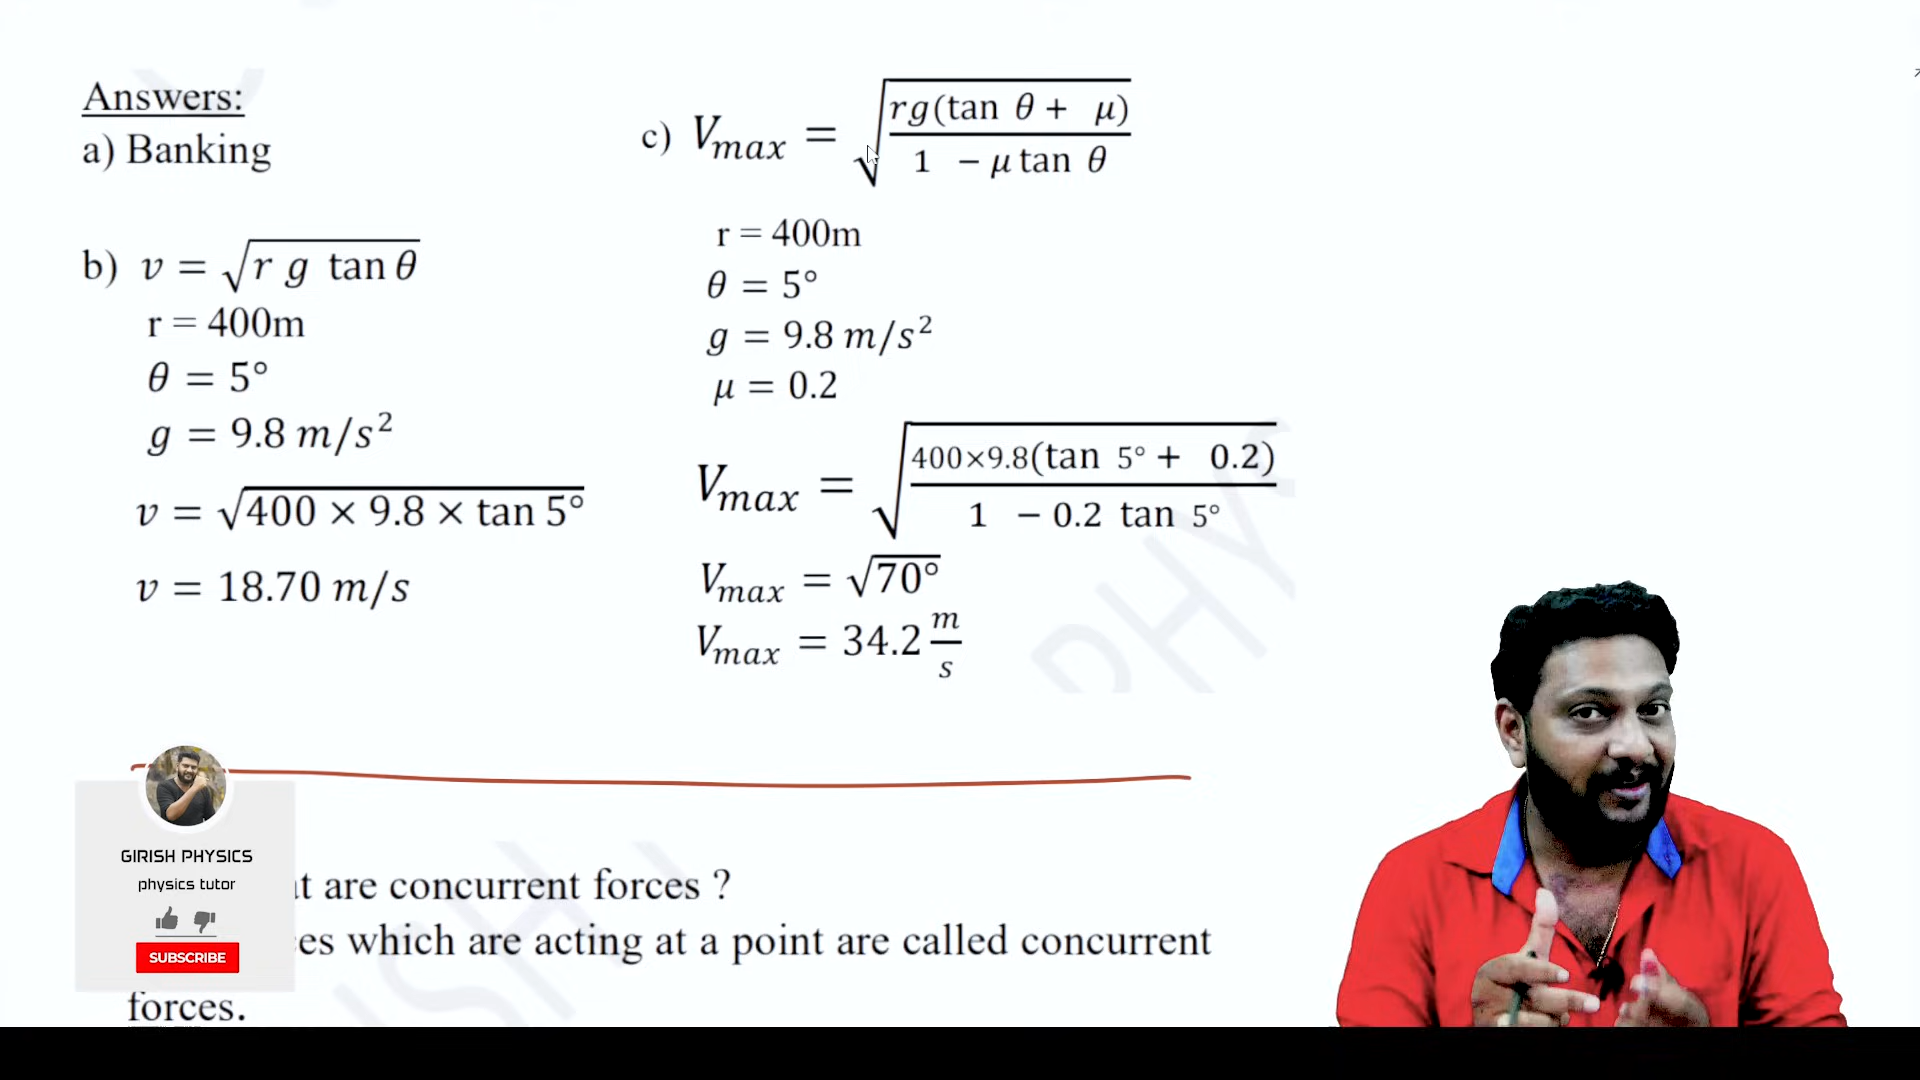 Answers:
a) Banking
b) v = √r g tan θ
r = 400m
θ = 5°
g = 9.8 m/s²
v = √400 × 9.8 × tan 5°
v = 18.70 m/s
c) Vmax = √rg(tan θ + μ)
1 − μ tan θ
r = 400m
θ = 5°
g = 9.8 m/s²
μ = 0.2
Vmax = √400×9.8(tan 5° + 0.2)
1 − 0.2 tan 5°
Vmax = √70°
Vmax = 34.2 m/s
GIRISH PHYSICS
physics tutor
SUBSCRIBE
are concurrent forces ?
which are acting at a point are called concurrent
forces.